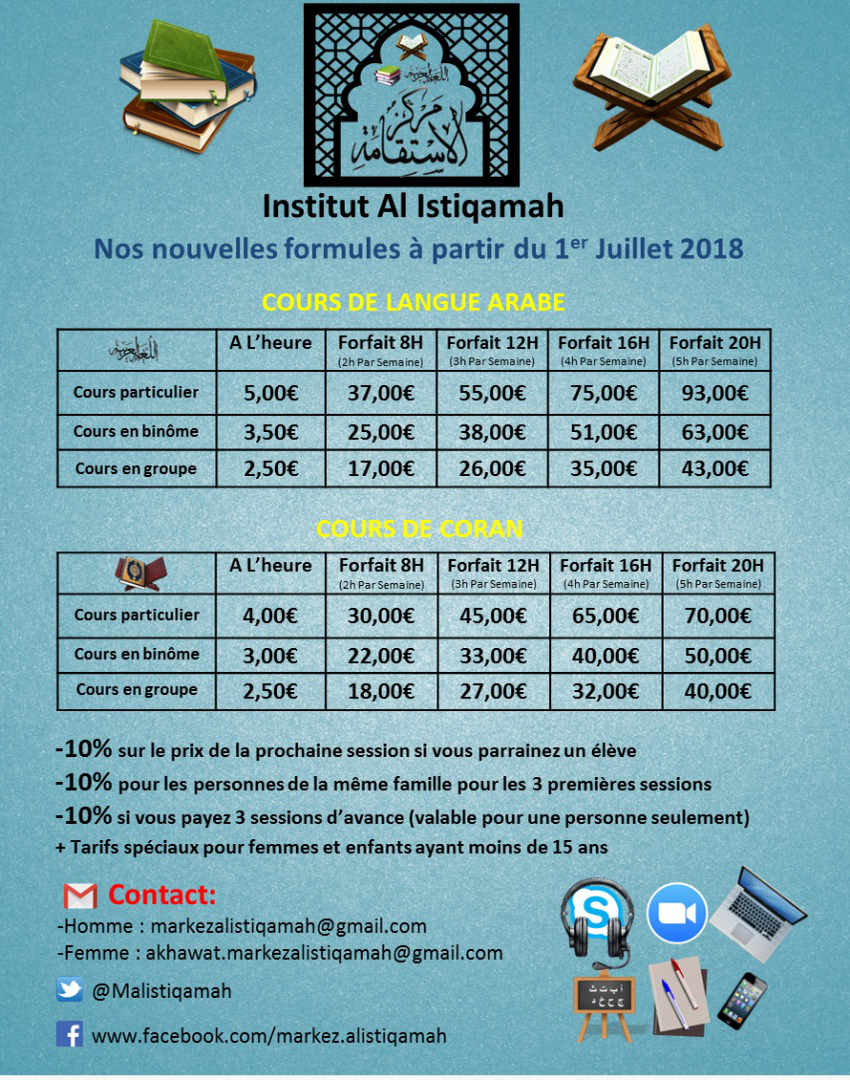 اللغة العربية
مركز
الاستقامة
Institut Al Istiqamah
Nos nouvelles formules à partir du 1er Juillet 2018
COURS DE LANGUE ARABE
اللغة العربية A L’heure Forfait 8H (2h Par Semaine) Forfait 12H (3h Par Semaine) Forfait 16H (4h Par Semaine) Forfait 20H (5h Par Semaine)
Cours particulier 5,00€ 37,00€ 55,00€ 75,00€ 93,00€
Cours en binôme 3,50€ 25,00€ 38,00€ 51,00€ 63,00€
Cours en groupe 2,50€ 17,00€ 26,00€ 35,00€ 43,00€
COURS DE CORAN
A L’heure Forfait 8H (2h Par Semaine) Forfait 12H (3h Par Semaine) Forfait 16H (4h Par Semaine) Forfait 20H (5h Par Semaine)
Cours particulier 4,00€ 30,00€ 45,00€ 65,00€ 70,00€
Cours en binôme 3,00€ 22,00€ 33,00€ 40,00€ 50,00€
Cours en groupe 2,50€ 18,00€ 27,00€ 32,00€ 40,00€
-10% sur le prix de la prochaine session si vous parrainez un élève
-10% pour les personnes de la même famille pour les 3 premières sessions
-10% si vous payez 3 sessions d’avance (valable pour une personne seulement)
+ Tarifs spéciaux pour femmes et enfants ayant moins de 15 ans
Contact:
-Homme : markezalistiqamah@gmail.com
-Femme : akhawat.markezalistiqamah@gmail.com
@Malistiqamah
www.facebook.com/markez.alistiqamah
S
أ ب ت ث
ج ح خ د